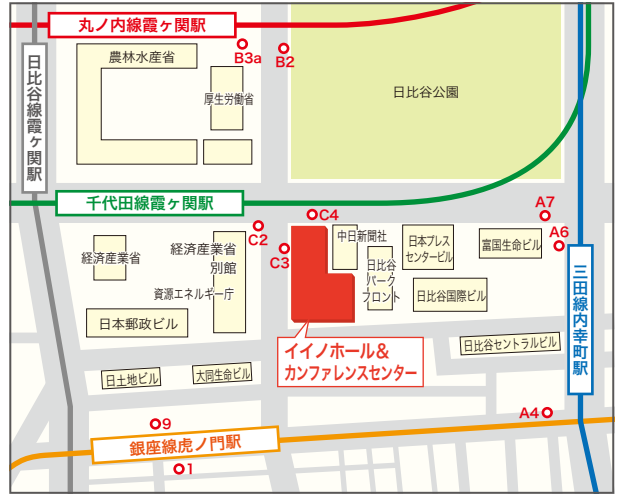 丸ノ内線霞ヶ関駅
農林水産省
B3a
B2
日比谷線霞ヶ関駅
厚生労働省
日比谷公園
千代田線霞ヶ関駅
C4
A7
C2
C3
A6
経済産業省
経済産業省
別館
資源エネルギー庁
中日新聞社
日比谷
パーク
フロント
日本プレス
センタービル
富国生命ビル
日比谷国際ビル
三田線内幸町駅
日本郵政ビル
イイノホール&
カンファレンスセンター
日比谷セントラルビル
日土地ビル
大同生命ビル
A4
9
銀座線虎ノ門駅
1